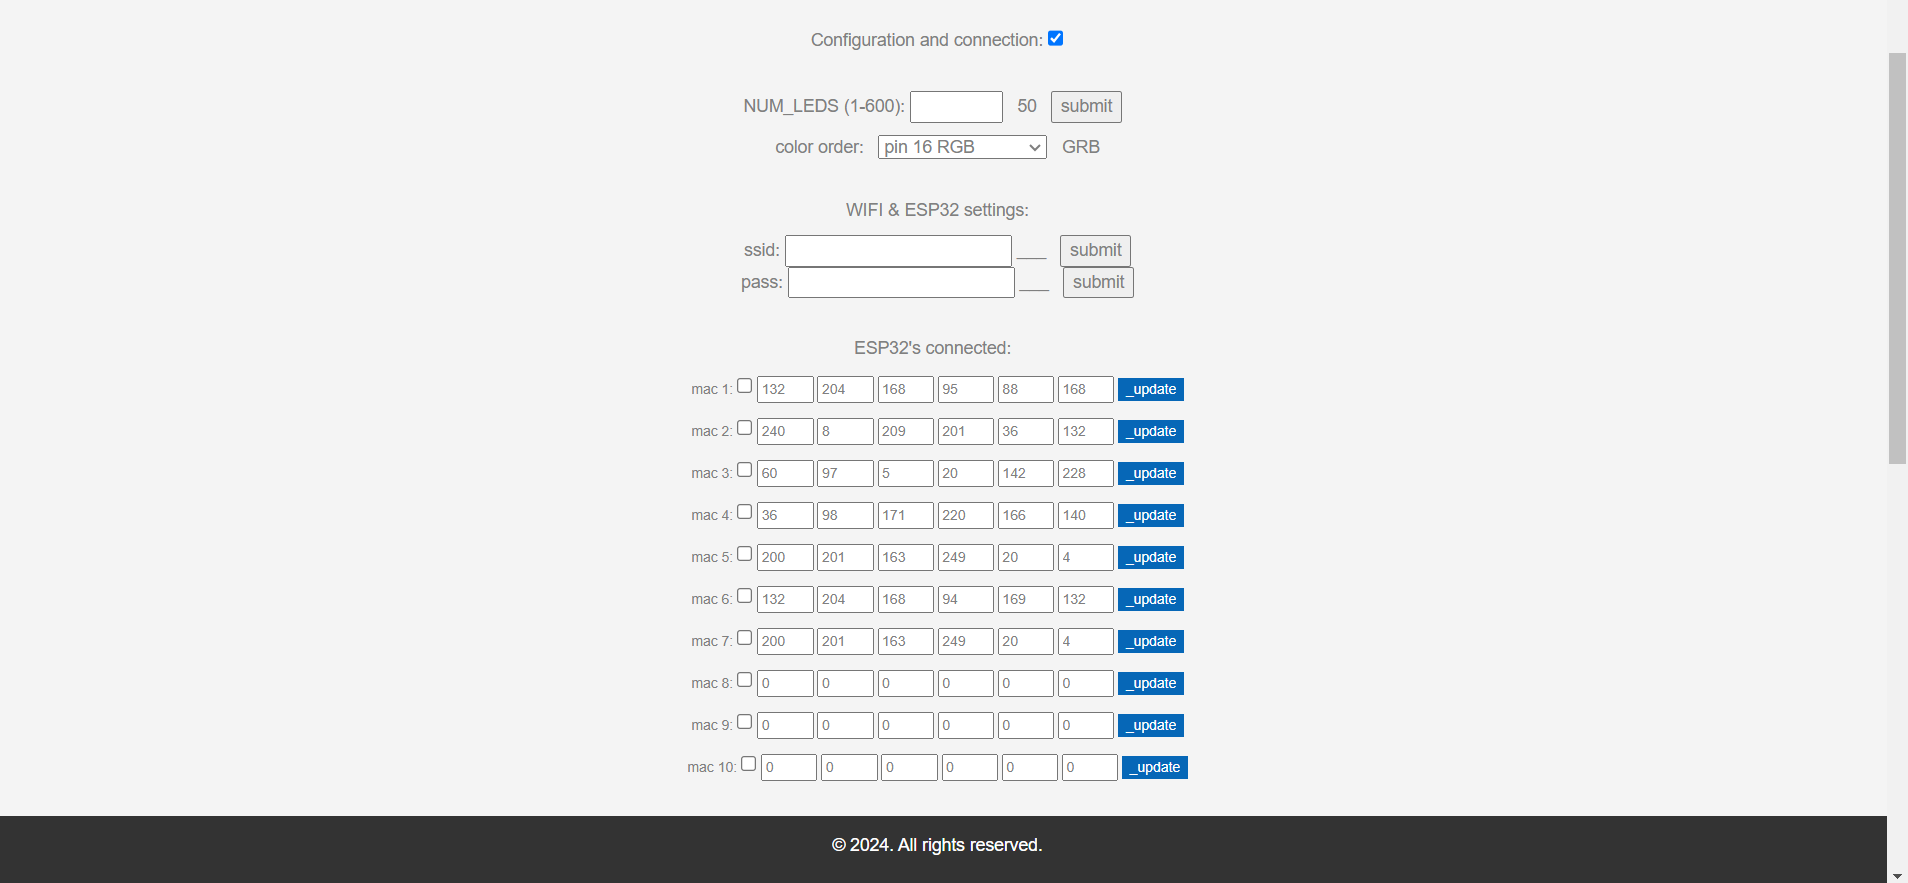 Configuration and connection:
NUM_LEDS (1-600): 50 submit
color order: pin 16 RGB GRB
WIFI & ESP32 settings:
ssid: ___ submit
pass: ___ submit
ESP32's connected:
mac 1: 132 204 168 95 88 168 _update
mac 2: 240 8 209 201 36 132 _update
mac 3: 60 97 5 20 142 228 _update
mac 4: 36 98 171 220 166 140 _update
mac 5: 200 201 163 249 20 4 _update
mac 6: 132 204 168 94 169 132 _update
mac 7: 200 201 163 249 20 4 _update
mac 8: 0 0 0 0 0 0 _update
mac 9: 0 0 0 0 0 0 _update
mac 10: 0 0 0 0 0 0 _update
© 2024. All rights reserved.